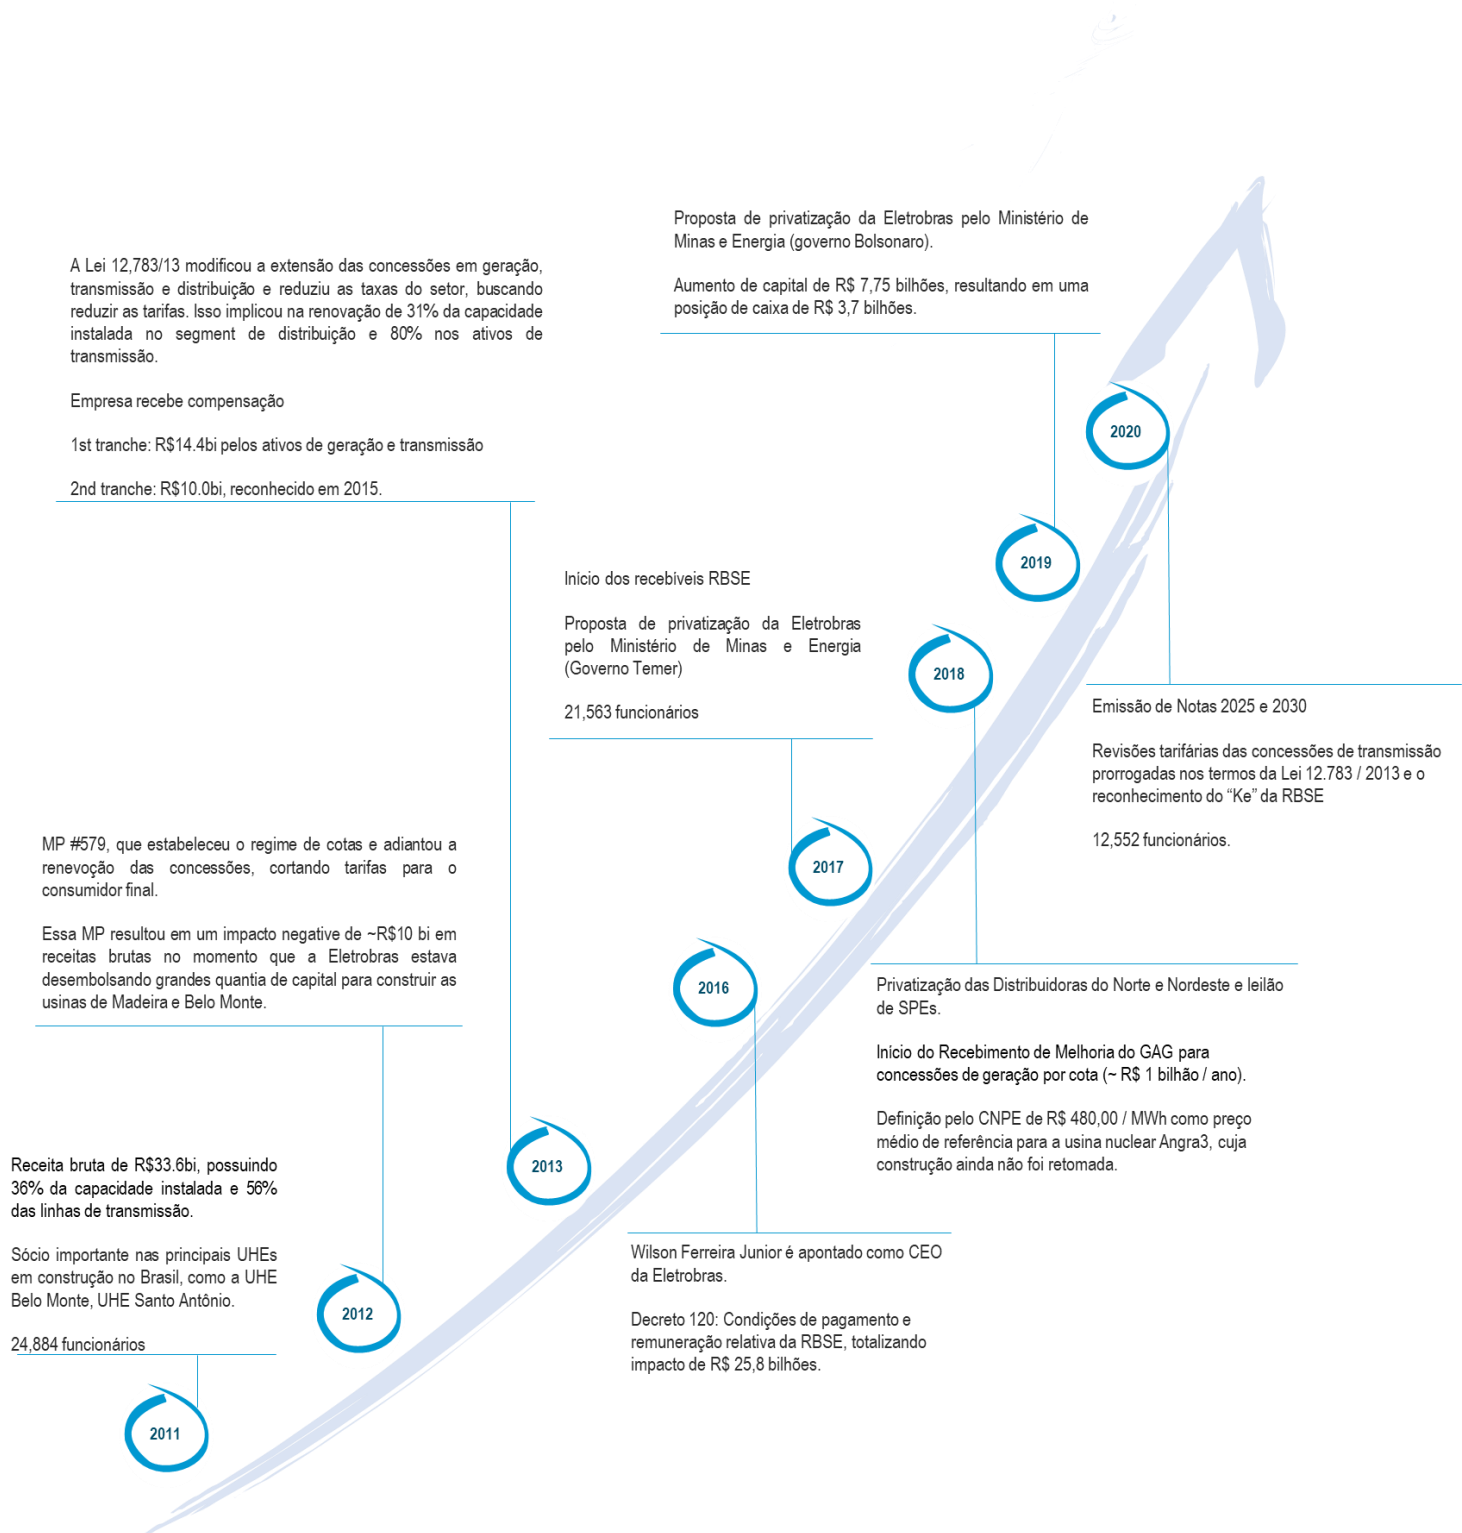 Proposta de privatização da Eletrobras pelo Ministério de
Minas e Energia (governo Bolsonaro).
Aumento de capital de R$ 7,75 bilhões, resultando em uma
posição de caixa de R$ 3,7 bilhões.
A Lei 12,783/13 modificou a extensão das concessões em geração,
transmissão e distribuição e reduziu as taxas do setor, buscando
reduzir as tarifas. Isso implicou na renovação de 31% da capacidade
instalada no segment de distribuição e 80% nos ativos de
transmissão.
Empresa recebe compensação
1st tranche: R$14.4bi pelos ativos de geração e transmissão
2nd tranche: R$10.0bi, reconhecido em 2015.
2020
2019
Início dos recebíveis RBSE
Proposta de privatização da Eletrobras
pelo Ministério de Minas e Energia
(Governo Temer)
21,563 funcionários
2018
Emissão de Notas 2025 e 2030
Revisões tarifárias das concessões de transmissão
prorrogadas nos termos da Lei 12.783 / 2013 e o
reconhecimento do “Ke” da RBSE
12,552 funcionários.
MP #579, que estabeleceu o regime de cotas e adiantou a
renevoção das concessões, cortando tarifas para o
consumidor final.
Essa MP resultou em um impacto negative de ~R$10 bi em
receitas brutas no momento que a Eletrobras estava
desembolsando grandes quantia de capital para construir as
usinas de Madeira e Belo Monte.
2017
2016
Privatização das Distribuidoras do Norte e Nordeste e leilão
de SPEs.
Início do Recebimento de Melhoria do GAG para
concessões de geração por cota (~ R$ 1 bilhão / ano).
Definição pelo CNPE de R$ 480,00 / MWh como preço
médio de referência para a usina nuclear Angra3, cuja
construção ainda não foi retomada.
2013
Receita bruta de R$33.6bi, possuindo
36% da capacidade instalada e 56%
das linhas de transmissão.
Sócio importante nas principais UHEs
em construção no Brasil, como a UHE
Belo Monte, UHE Santo Antônio.
24,884 funcionários
2012
Wilson Ferreira Junior é apontado como CEO
da Eletrobras.
Decreto 120: Condições de pagamento e
remuneração relativa da RBSE, totalizando
impacto de R$ 25,8 bilhões.
2011